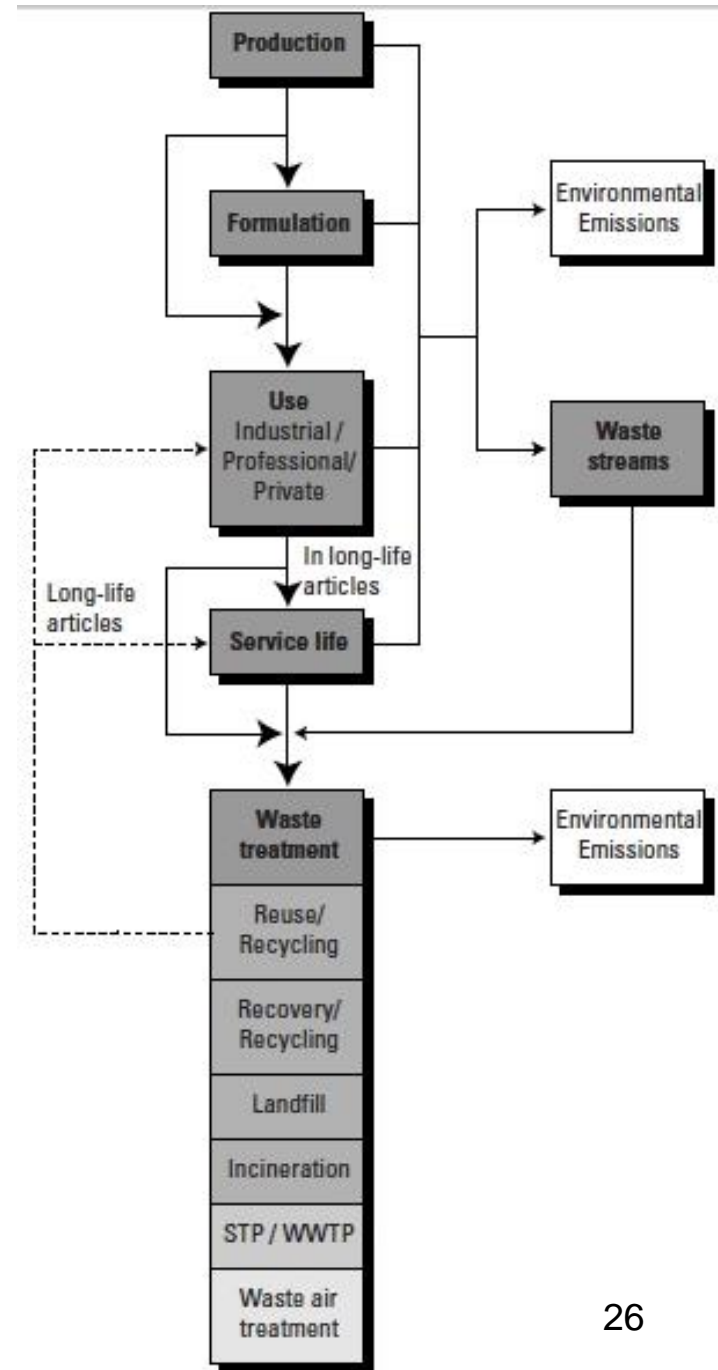 Production
Formulation
Environmental
Emissions
Use
Industrial /
Professional/
Private
Waste
streams
In long-life
articles
Long-life
articles
Service life
Waste
treatment
Environmental
Emissions
Reuse/
Recycling
Recovery/
Recycling
Landfill
Incineration
STP / WWTP
Waste air
treatment
26